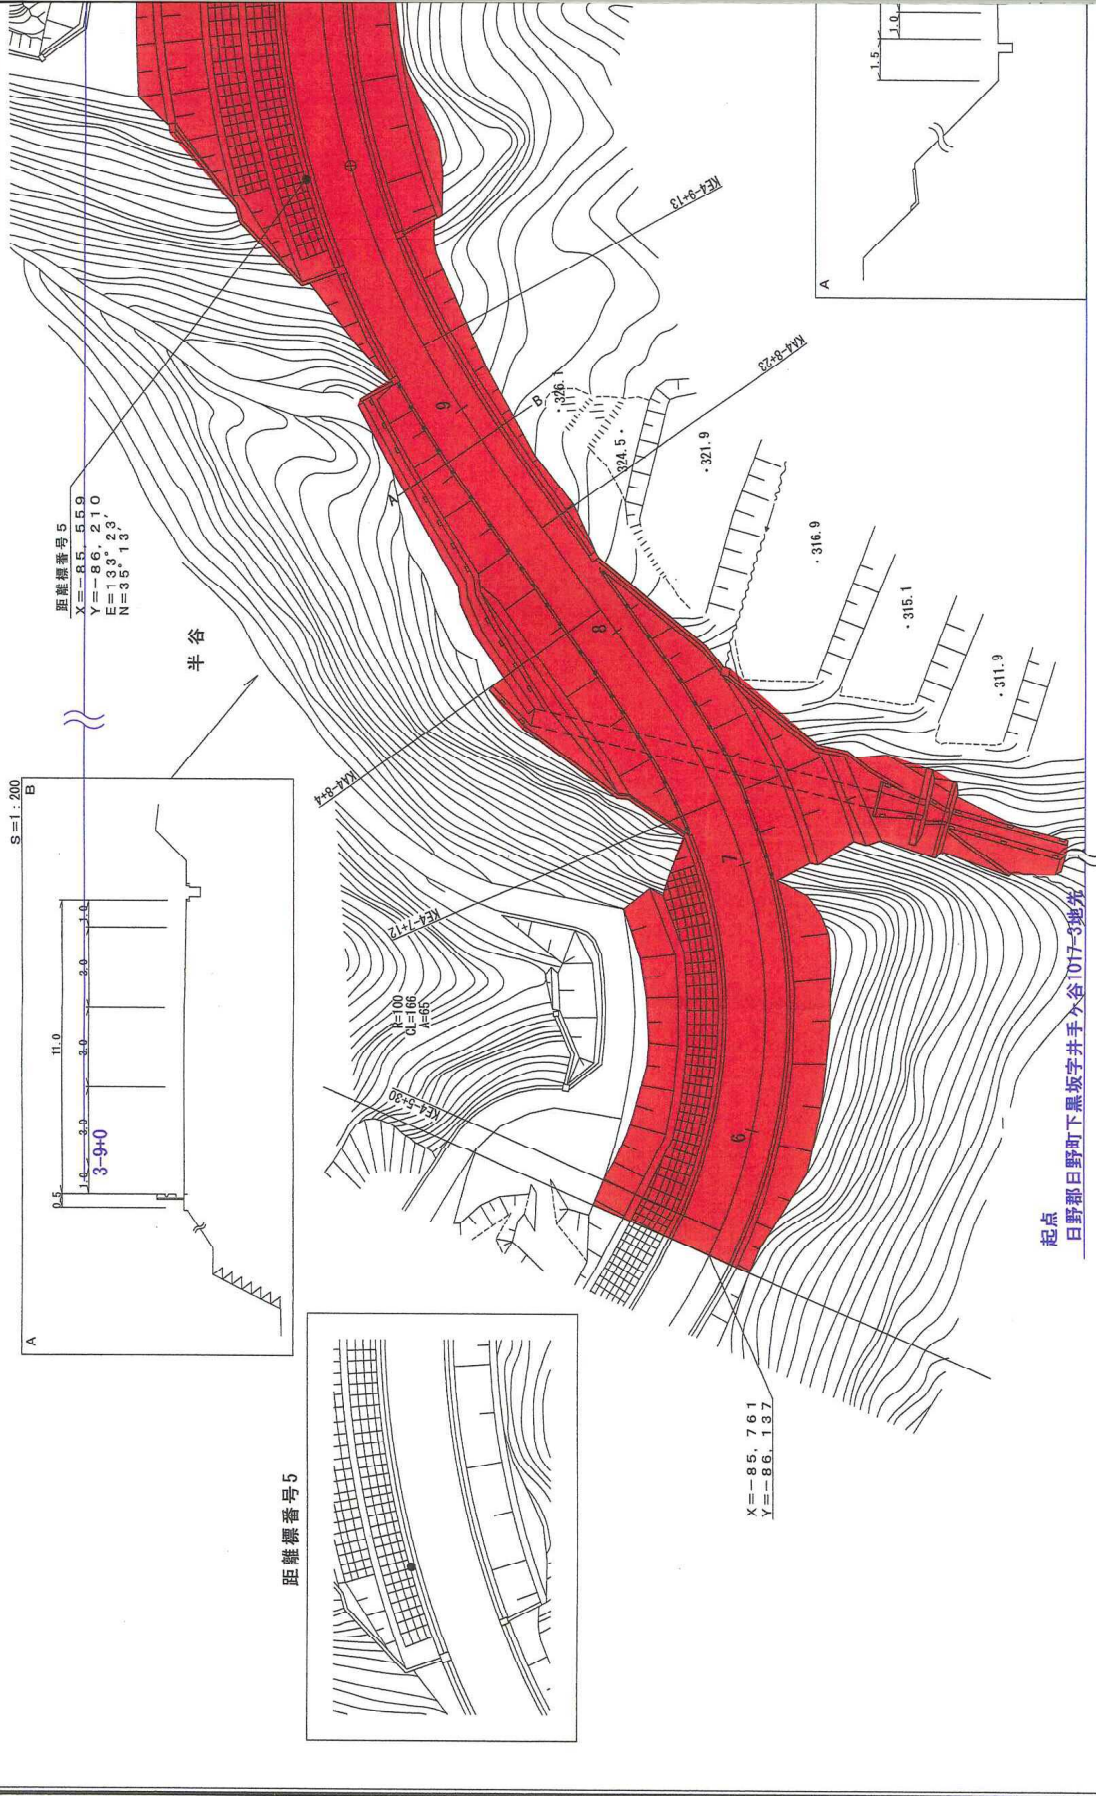 S=1:200
A
B
0.5
11.0
1.0
3.0
3.0
3.0
1.0
3-9+0
距離標番号5
X=-85,559
Y=-86,210
E=133°23′
N=35°13′
半谷
KA4-8+4
KE4-7+12
KE4-5+30
R=100
CL=166
A=65
KE4-9+13
KA4-8+23
A
B
6
7
8
9
326.1
324.5
321.9
316.9
315.1
311.9
A
1.5
1.0
距離標番号5
X=-85,761
Y=-86,137
起点
日野郡日野町下黒坂字井手ケ谷1017-3地先